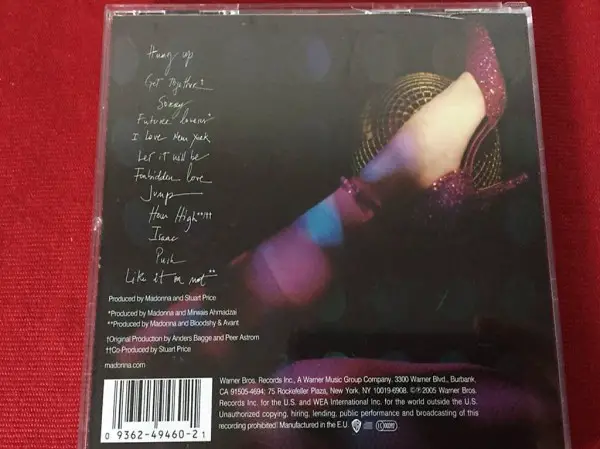 Hung up
Get Together†
Sorry
Future lovers*
I Love New York
Let it will be
Forbidden love
Jump
How High**†††
Isaac
Push
Like it or not**
Produced by Madonna and Stuart Price
*Produced by Madonna and Mirwais Ahmadzai
**Produced by Madonna and Bloodshy & Avant
†Original Production by Anders Bagge and Peer Astrom
††Co-Produced by Stuart Price
madonna.com
Warner Bros. Records Inc., A Warner Music Group Company, 3300 Warner Blvd., Burbank,
CA 91505-4694; 75 Rockefeller Plaza, New York, NY 10019-6908. ©℗ 2005 Warner Bros.
Records Inc. for the U.S. and WEA International Inc. for the world outside the U.S.
Unauthorized copying, hiring, lending, public performance and broadcasting of this
recording prohibited. Manufactured in the E.U.
0 9362-49460-2 1